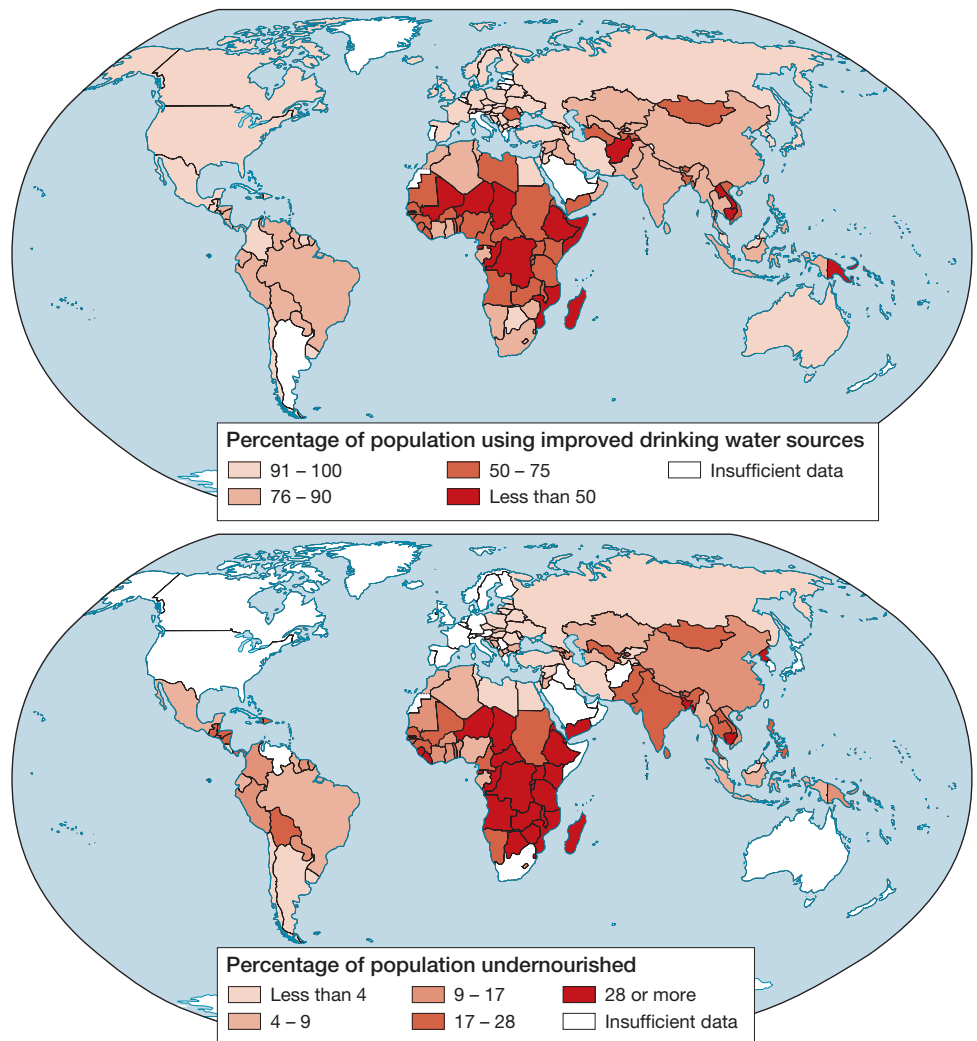 Percentage of population using improved drinking water sources
91 – 100
50 – 75
Insufficient data
76 – 90
Less than 50
Percentage of population undernourished
Less than 4
9 – 17
28 or more
4 – 9
17 – 28
Insufficient data